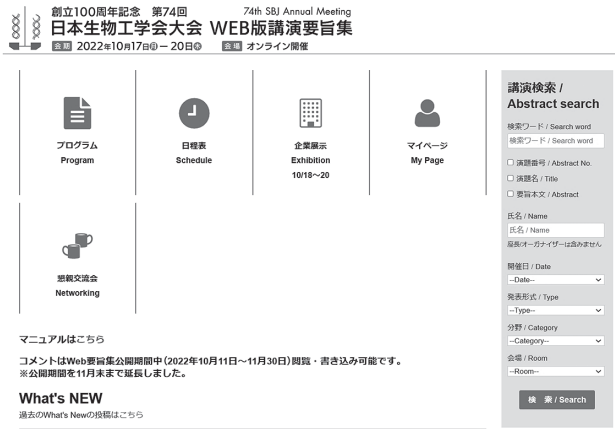 創立100周年記念 第74回 74th SBJ Annual Meeting
日本生物工学会大会 WEB版講演要旨集
会期 2022年10月17日㊊ー 20日㊍ 会場 オンライン開催
プログラム
Program
日程表
Schedule
企業展示
Exhibition
10/18〜20
マイページ
My Page
懇親交流会
Networking
マニュアルはこちら
コメントはWeb要旨集公開期間中（2022年10月11日〜11月30日）閲覧・書き込み可能です。
※公開期間を11月末まで延長しました。
What's NEW
過去のWhat's Newの投稿はこちら
講演検索 /
Abstract search
検索ワード / Search word
検索ワード / Search word
演題番号 / Abstract No.
演題名 / Title
要旨本文 / Abstract
氏名 / Name
氏名 / Name
座長/オーガナイザーは含みません
開催日 / Date
--Date--
発表形式 / Type
--Type--
分野 / Category
--Category--
会場 / Room
--Room--
検 索 / Search